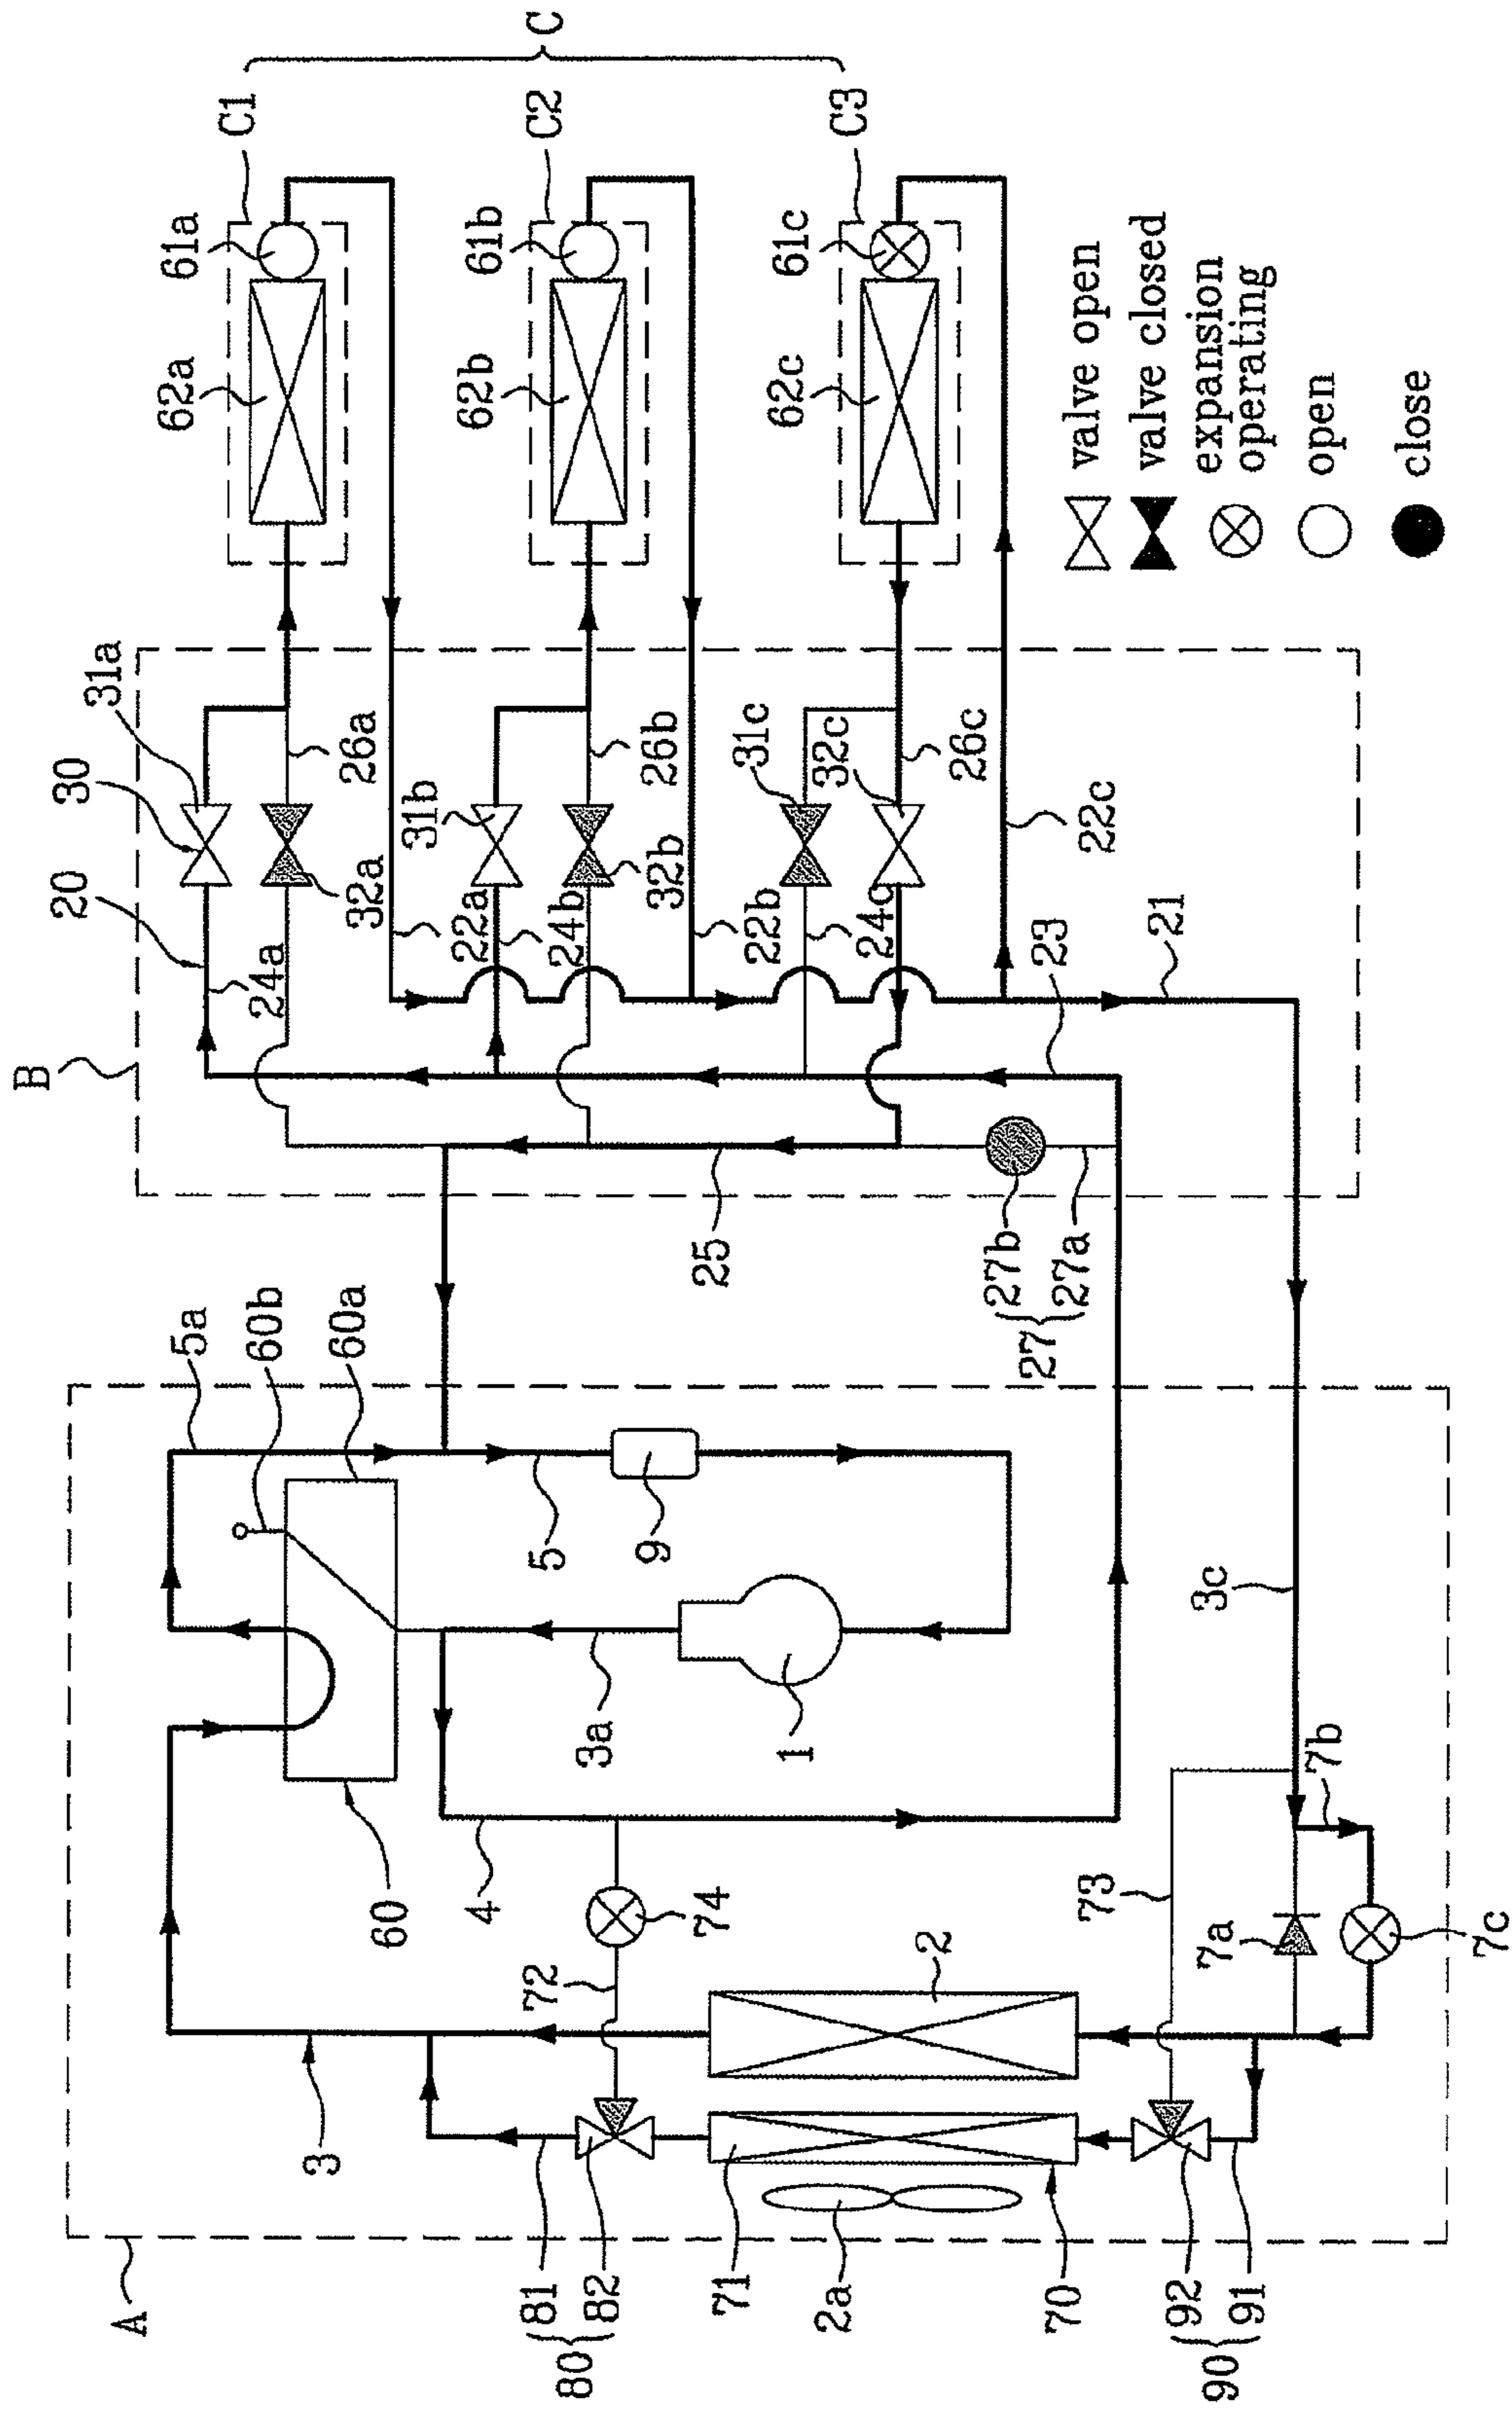 B
20
30
31a
A
5a
62a
61a
C1
60b
24a
3
60a
26a
32a
60
31b
22a
4
62b
61b
81
72
5
C2
C
24b
80
82
3a
9
32b
26b
74
25
71
22b
31c
62c
61c
1
2a
32c
C3
24c
2
26c
27b
27
23
70
27a
valve open
73
22c
valve closed
21
92
3c
90
7a
expansion
91
operating
7b
open
close
7c